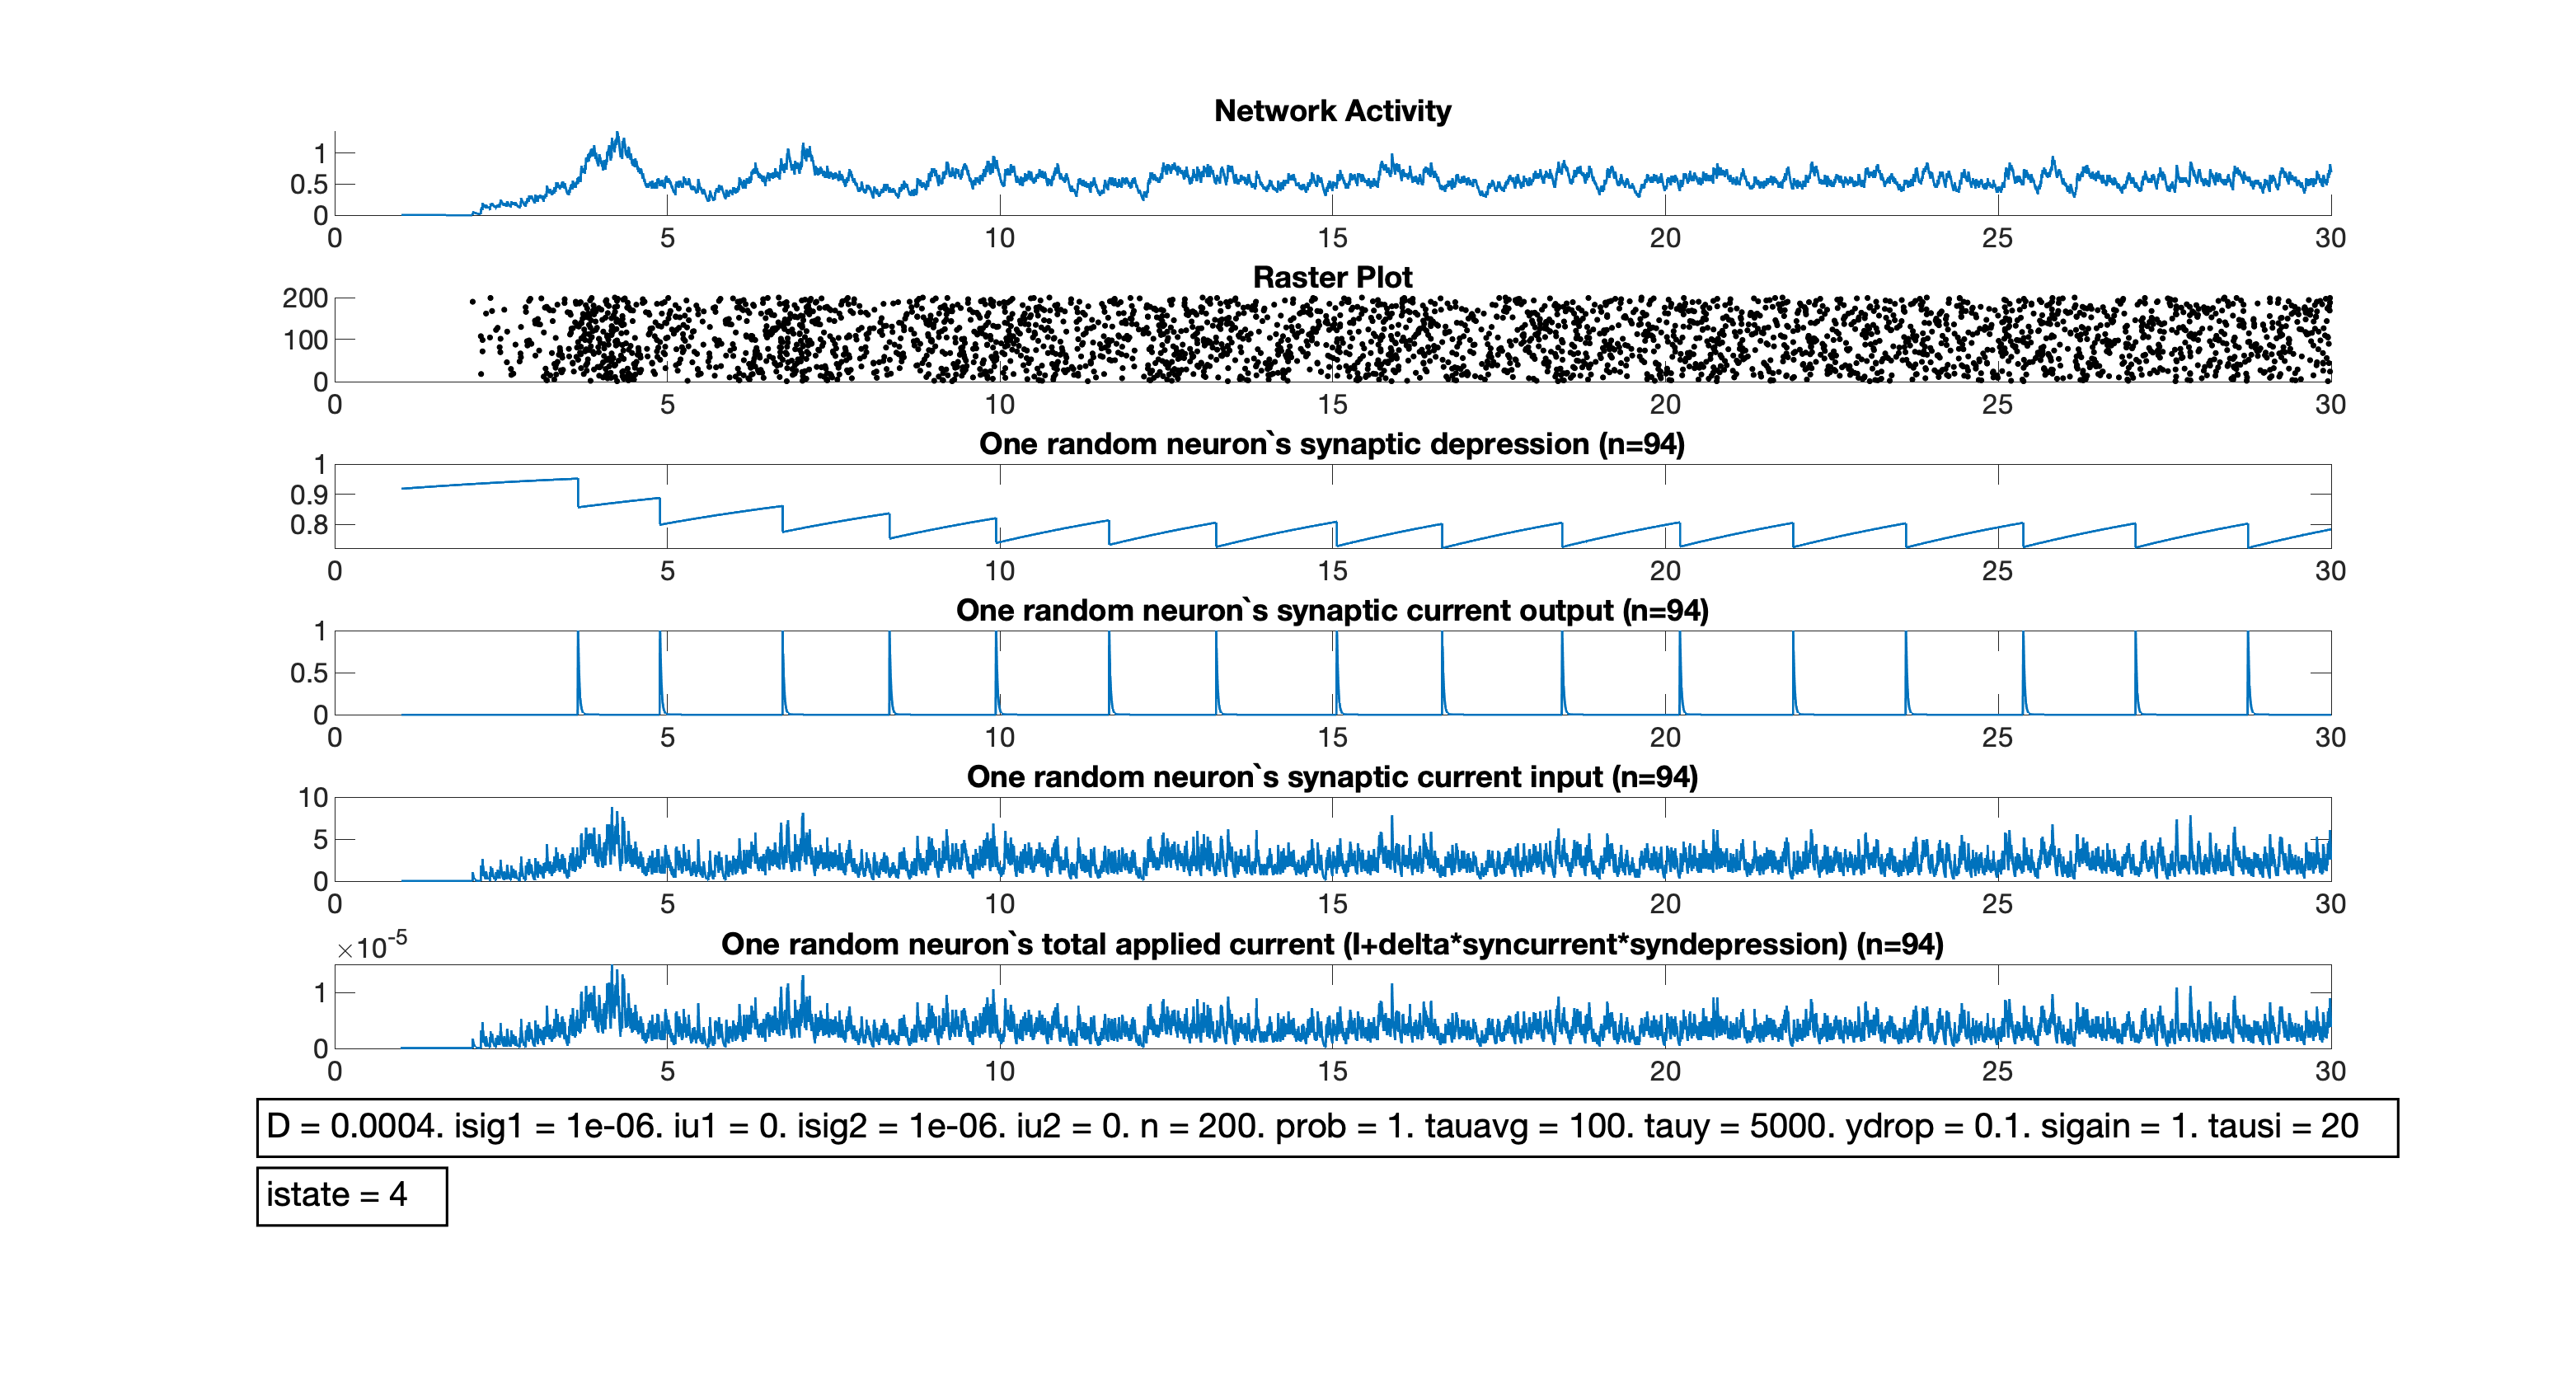 Network Activity
1
0.5
0
0 5 10 15 20 25 30
Raster Plot
200
100
0
0 5 10 15 20 25 30
One random neuron`s synaptic depression (n=94)
1
0.9
0.8
0 5 10 15 20 25 30
One random neuron`s synaptic current output (n=94)
1
0.5
0
0 5 10 15 20 25 30
One random neuron`s synaptic current input (n=94)
10
5
0
0 5 10 15 20 25 30
×10-5
One random neuron`s total applied current (I+delta*syncurrent*syndepression) (n=94)
1
0
0 5 10 15 20 25 30
D = 0.0004. isig1 = 1e-06. iu1 = 0. isig2 = 1e-06. iu2 = 0. n = 200. prob = 1. tauavg = 100. tauy = 5000. ydrop = 0.1. sigain = 1. tausi = 20
istate = 4